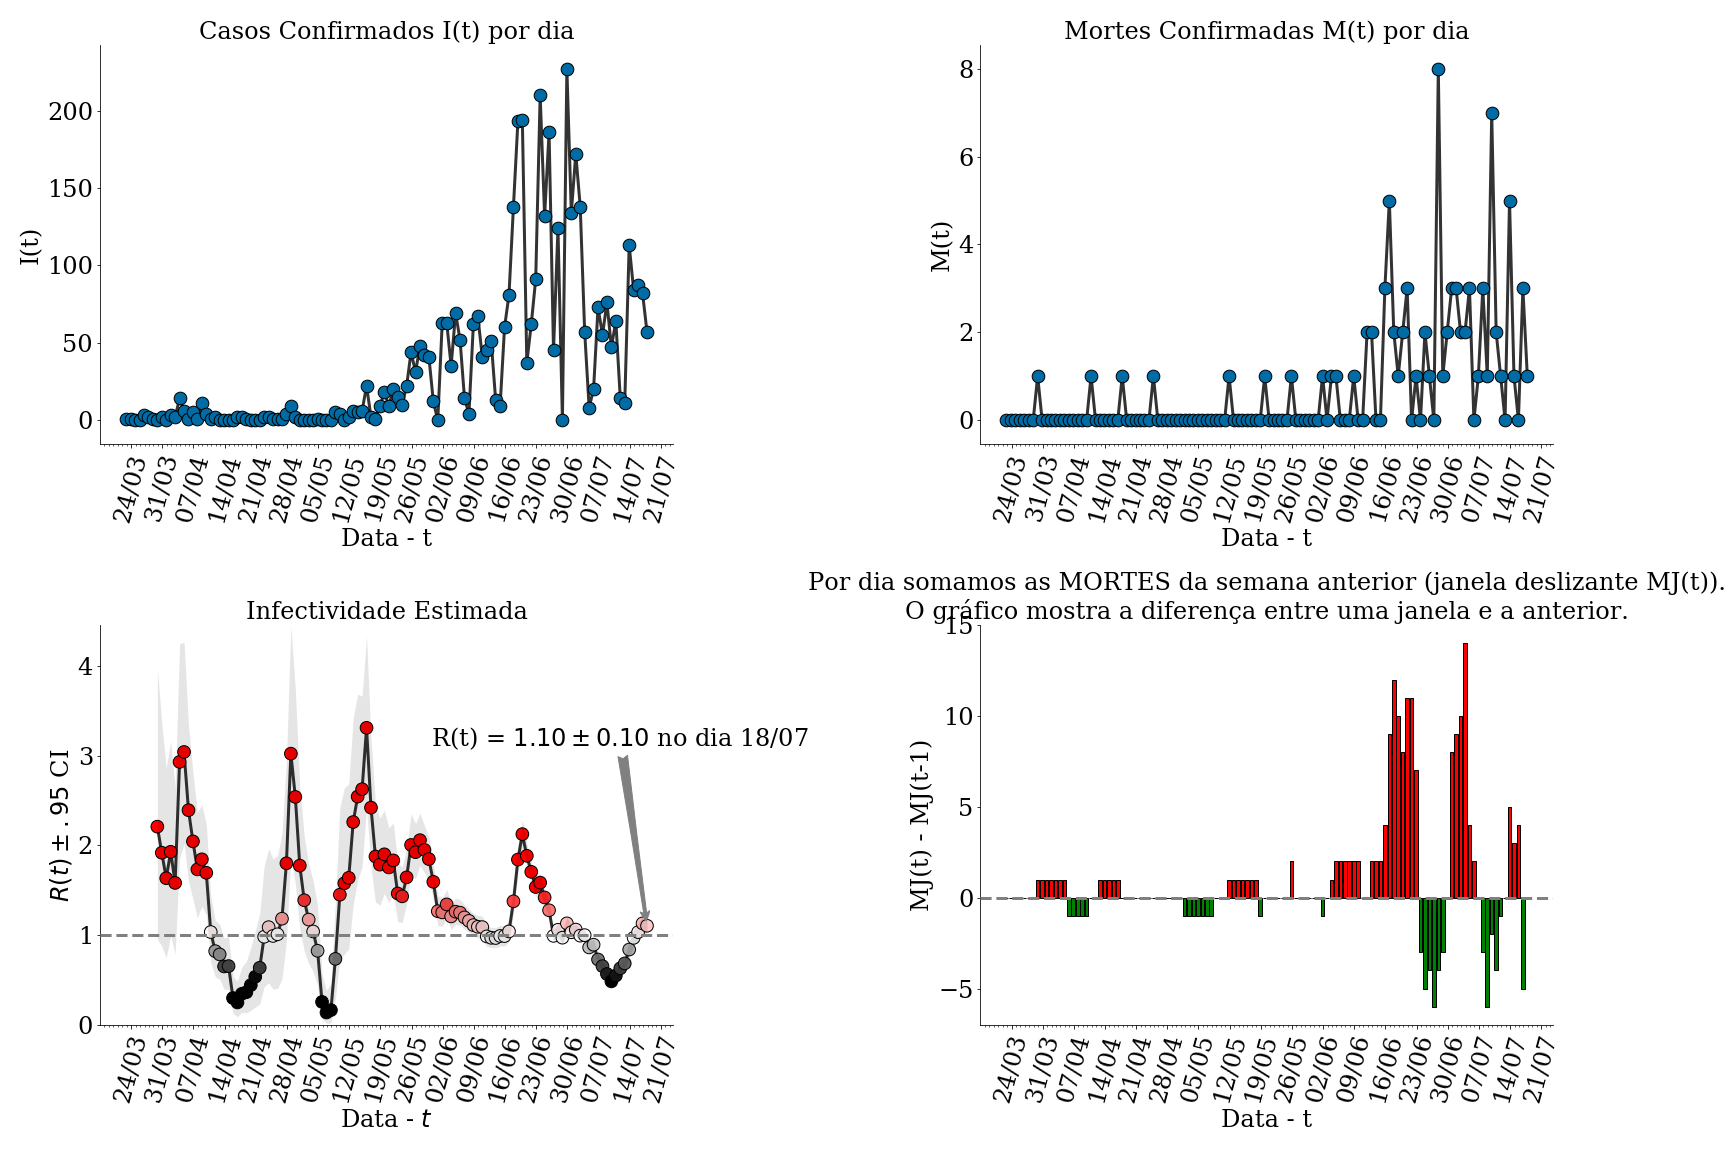 Casos Confirmados I(t) por dia
I(t)
200
150
100
50
0
24/03 31/03 07/04 14/04 21/04 28/04 05/05 12/05 19/05 26/05 02/06 09/06 16/06 23/06 30/06 07/07 14/07 21/07
Data - t
Mortes Confirmadas M(t) por dia
M(t)
8
6
4
2
0
24/03 31/03 07/04 14/04 21/04 28/04 05/05 12/05 19/05 26/05 02/06 09/06 16/06 23/06 30/06 07/07 14/07 21/07
Data - t
Infectividade Estimada
R(t) ± .95 CI
4
3
2
1
0
R(t) = 1.10 ± 0.10 no dia 18/07
24/03 31/03 07/04 14/04 21/04 28/04 05/05 12/05 19/05 26/05 02/06 09/06 16/06 23/06 30/06 07/07 14/07 21/07
Data - t
Por dia somamos as MORTES da semana anterior (janela deslizante MJ(t)).
O gráfico mostra a diferença entre uma janela e a anterior.
MJ(t) - MJ(t-1)
15
10
5
0
−5
24/03 31/03 07/04 14/04 21/04 28/04 05/05 12/05 19/05 26/05 02/06 09/06 16/06 23/06 30/06 07/07 14/07 21/07
Data - t